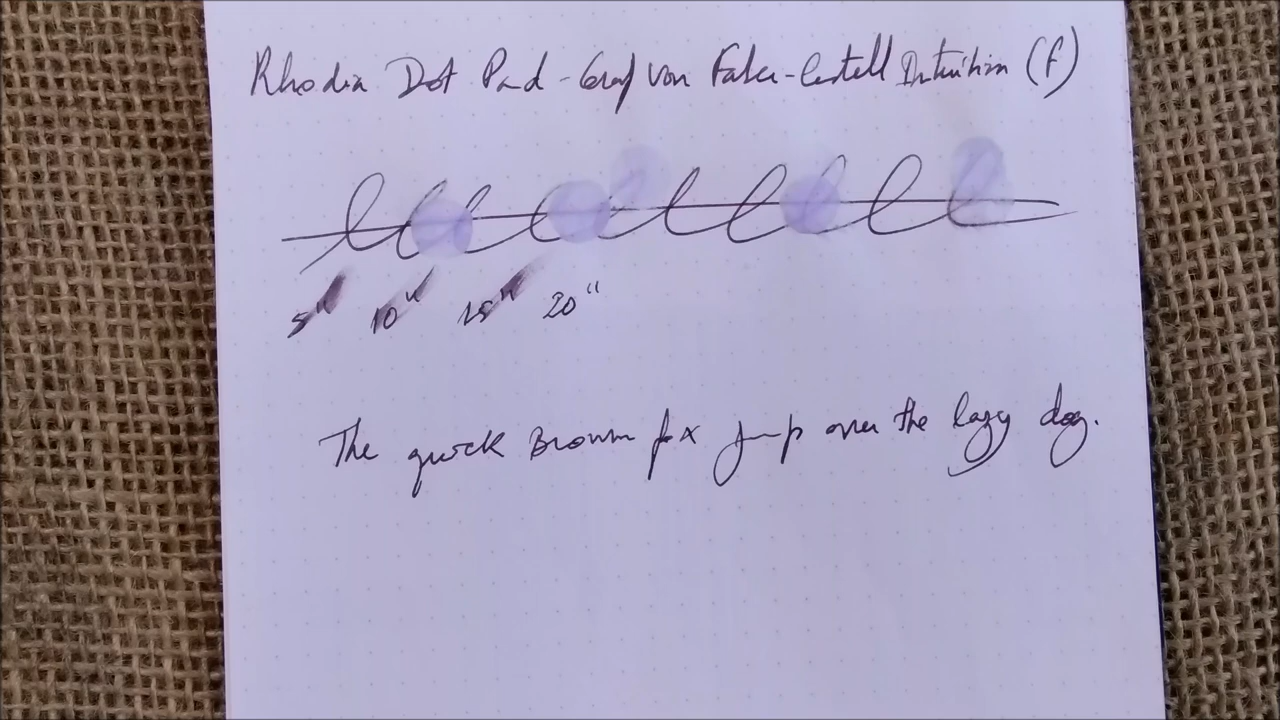 Rhodia Dot Pad - Graf von Faber-Castell Intuition (F)
5" 10" 15" 20"
The quick Brown fox jump over the lazy dog.